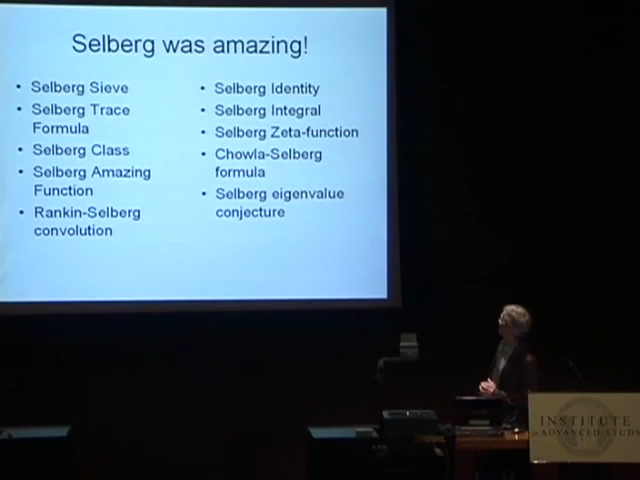 Selberg was amazing!
• Selberg Sieve
• Selberg Trace
Formula
• Selberg Class
• Selberg Amazing
Function
• Rankin-Selberg
convolution
• Selberg Identity
• Selberg Integral
• Selberg Zeta-function
• Chowla-Selberg
formula
• Selberg eigenvalue
conjecture
INSTITUTE
for ADVANCED STUDY